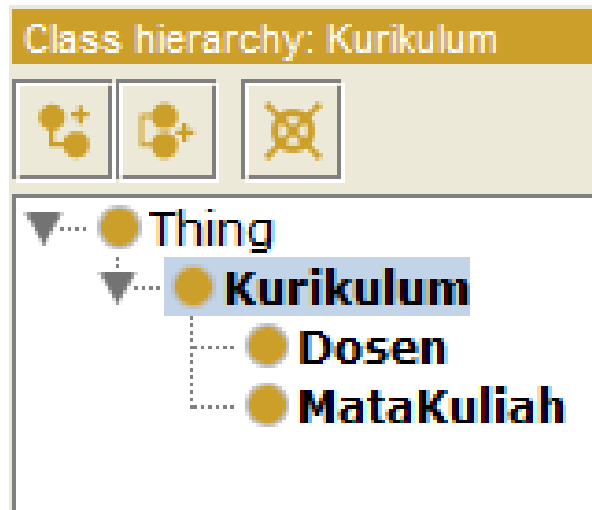 Class hierarchy: Kurikulum
Thing
Kurikulum
Dosen
MataKuliah